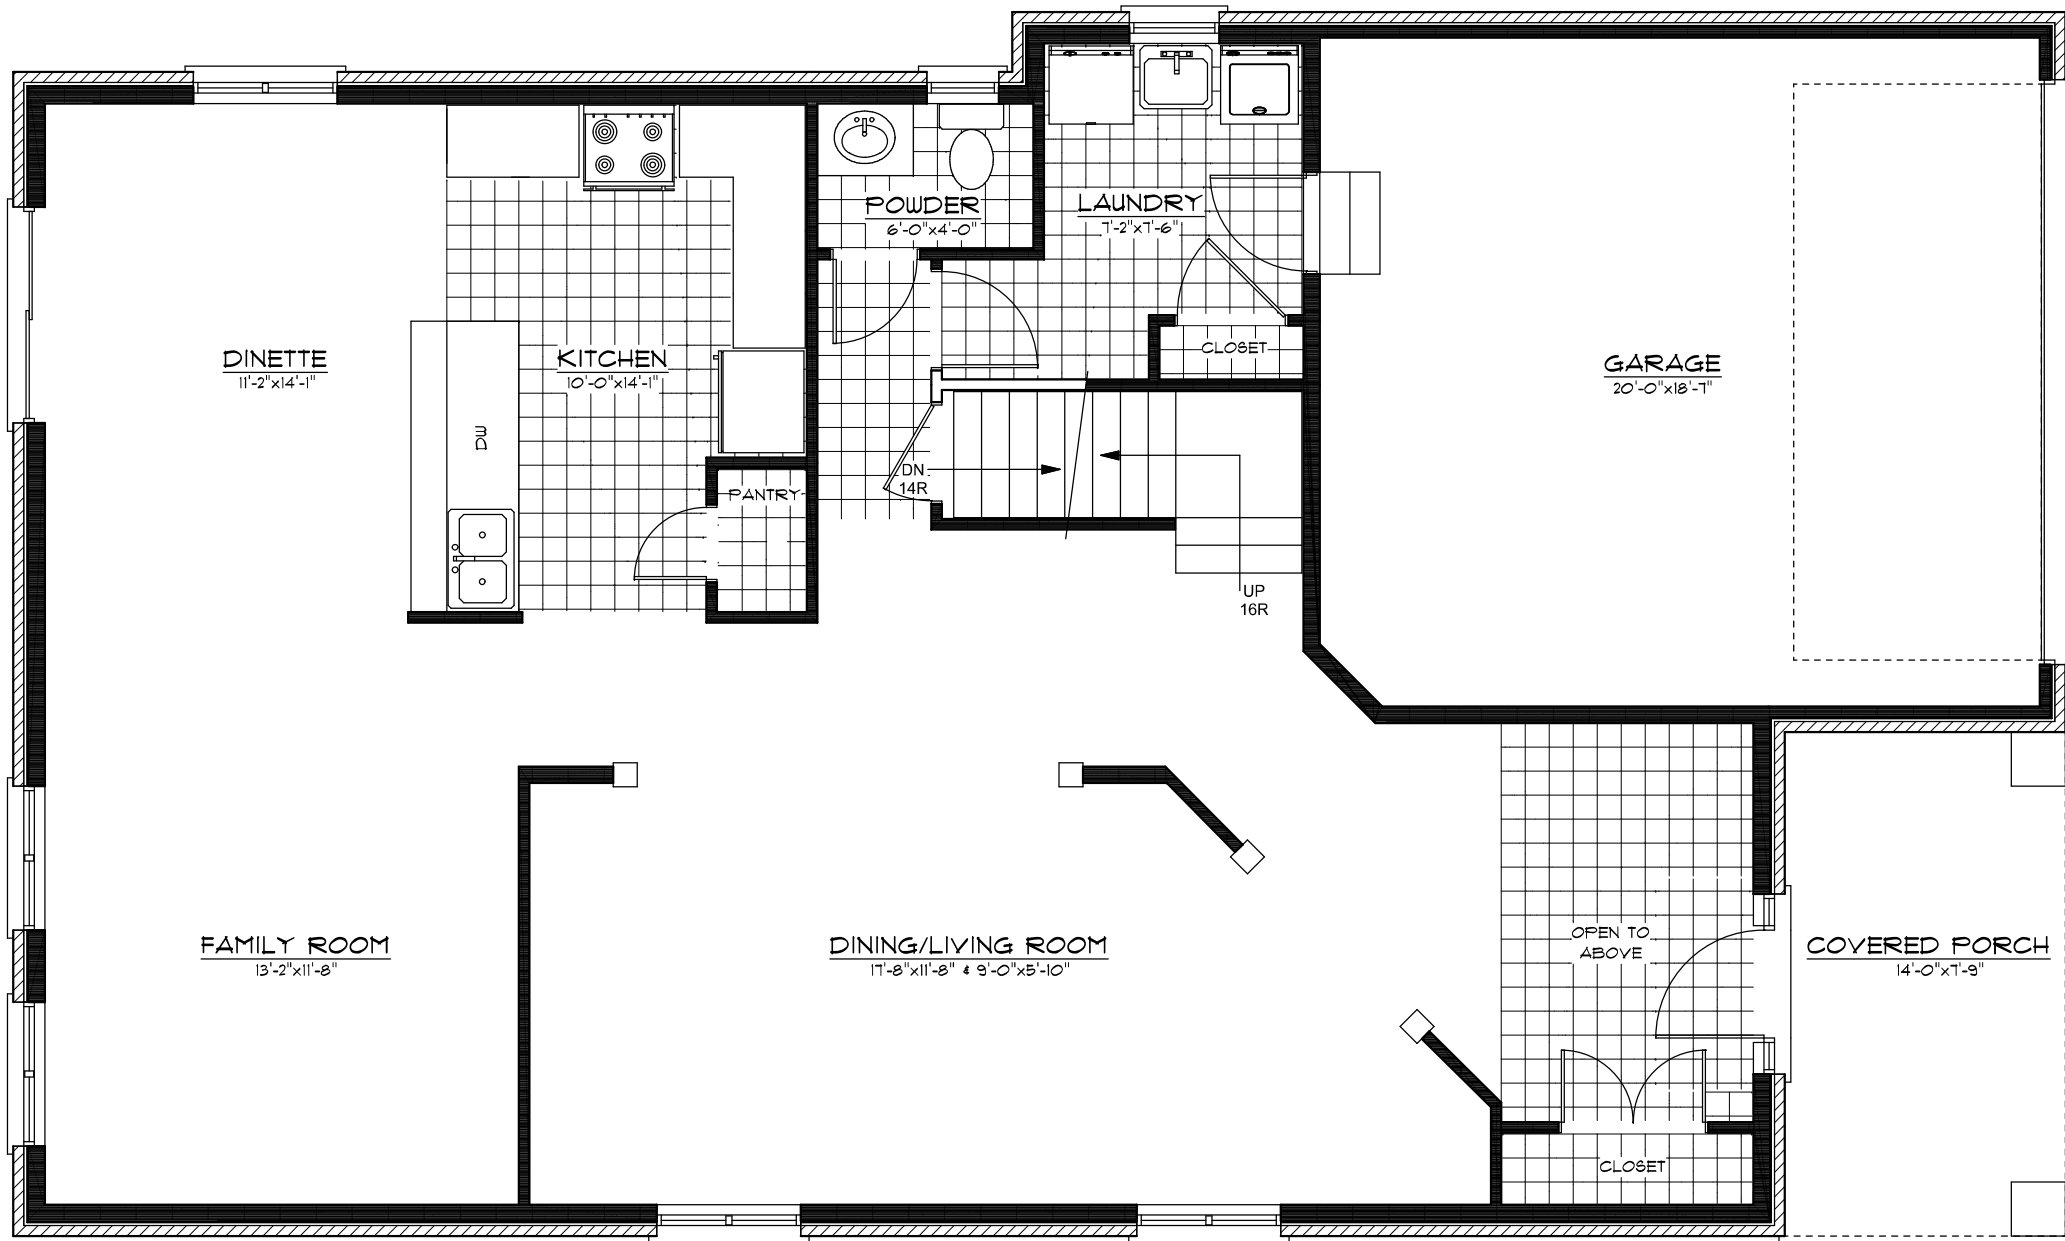 POWDER
6'-0"x4'-0"
LAUNDRY
7'-2"x7'-6"
DINETTE
11'-2"x14'-1"
KITCHEN
10'-0"x14'-1"
CLOSET
GARAGE
20'-0"x18'-7"
DW
DN
14R
PANTRY
UP
16R
FAMILY ROOM
13'-2"x11'-8"
DINING/LIVING ROOM
17'-8"x11'-8" & 9'-0"x5'-10"
OPEN TO
ABOVE
COVERED PORCH
14'-0"x7'-9"
CLOSET